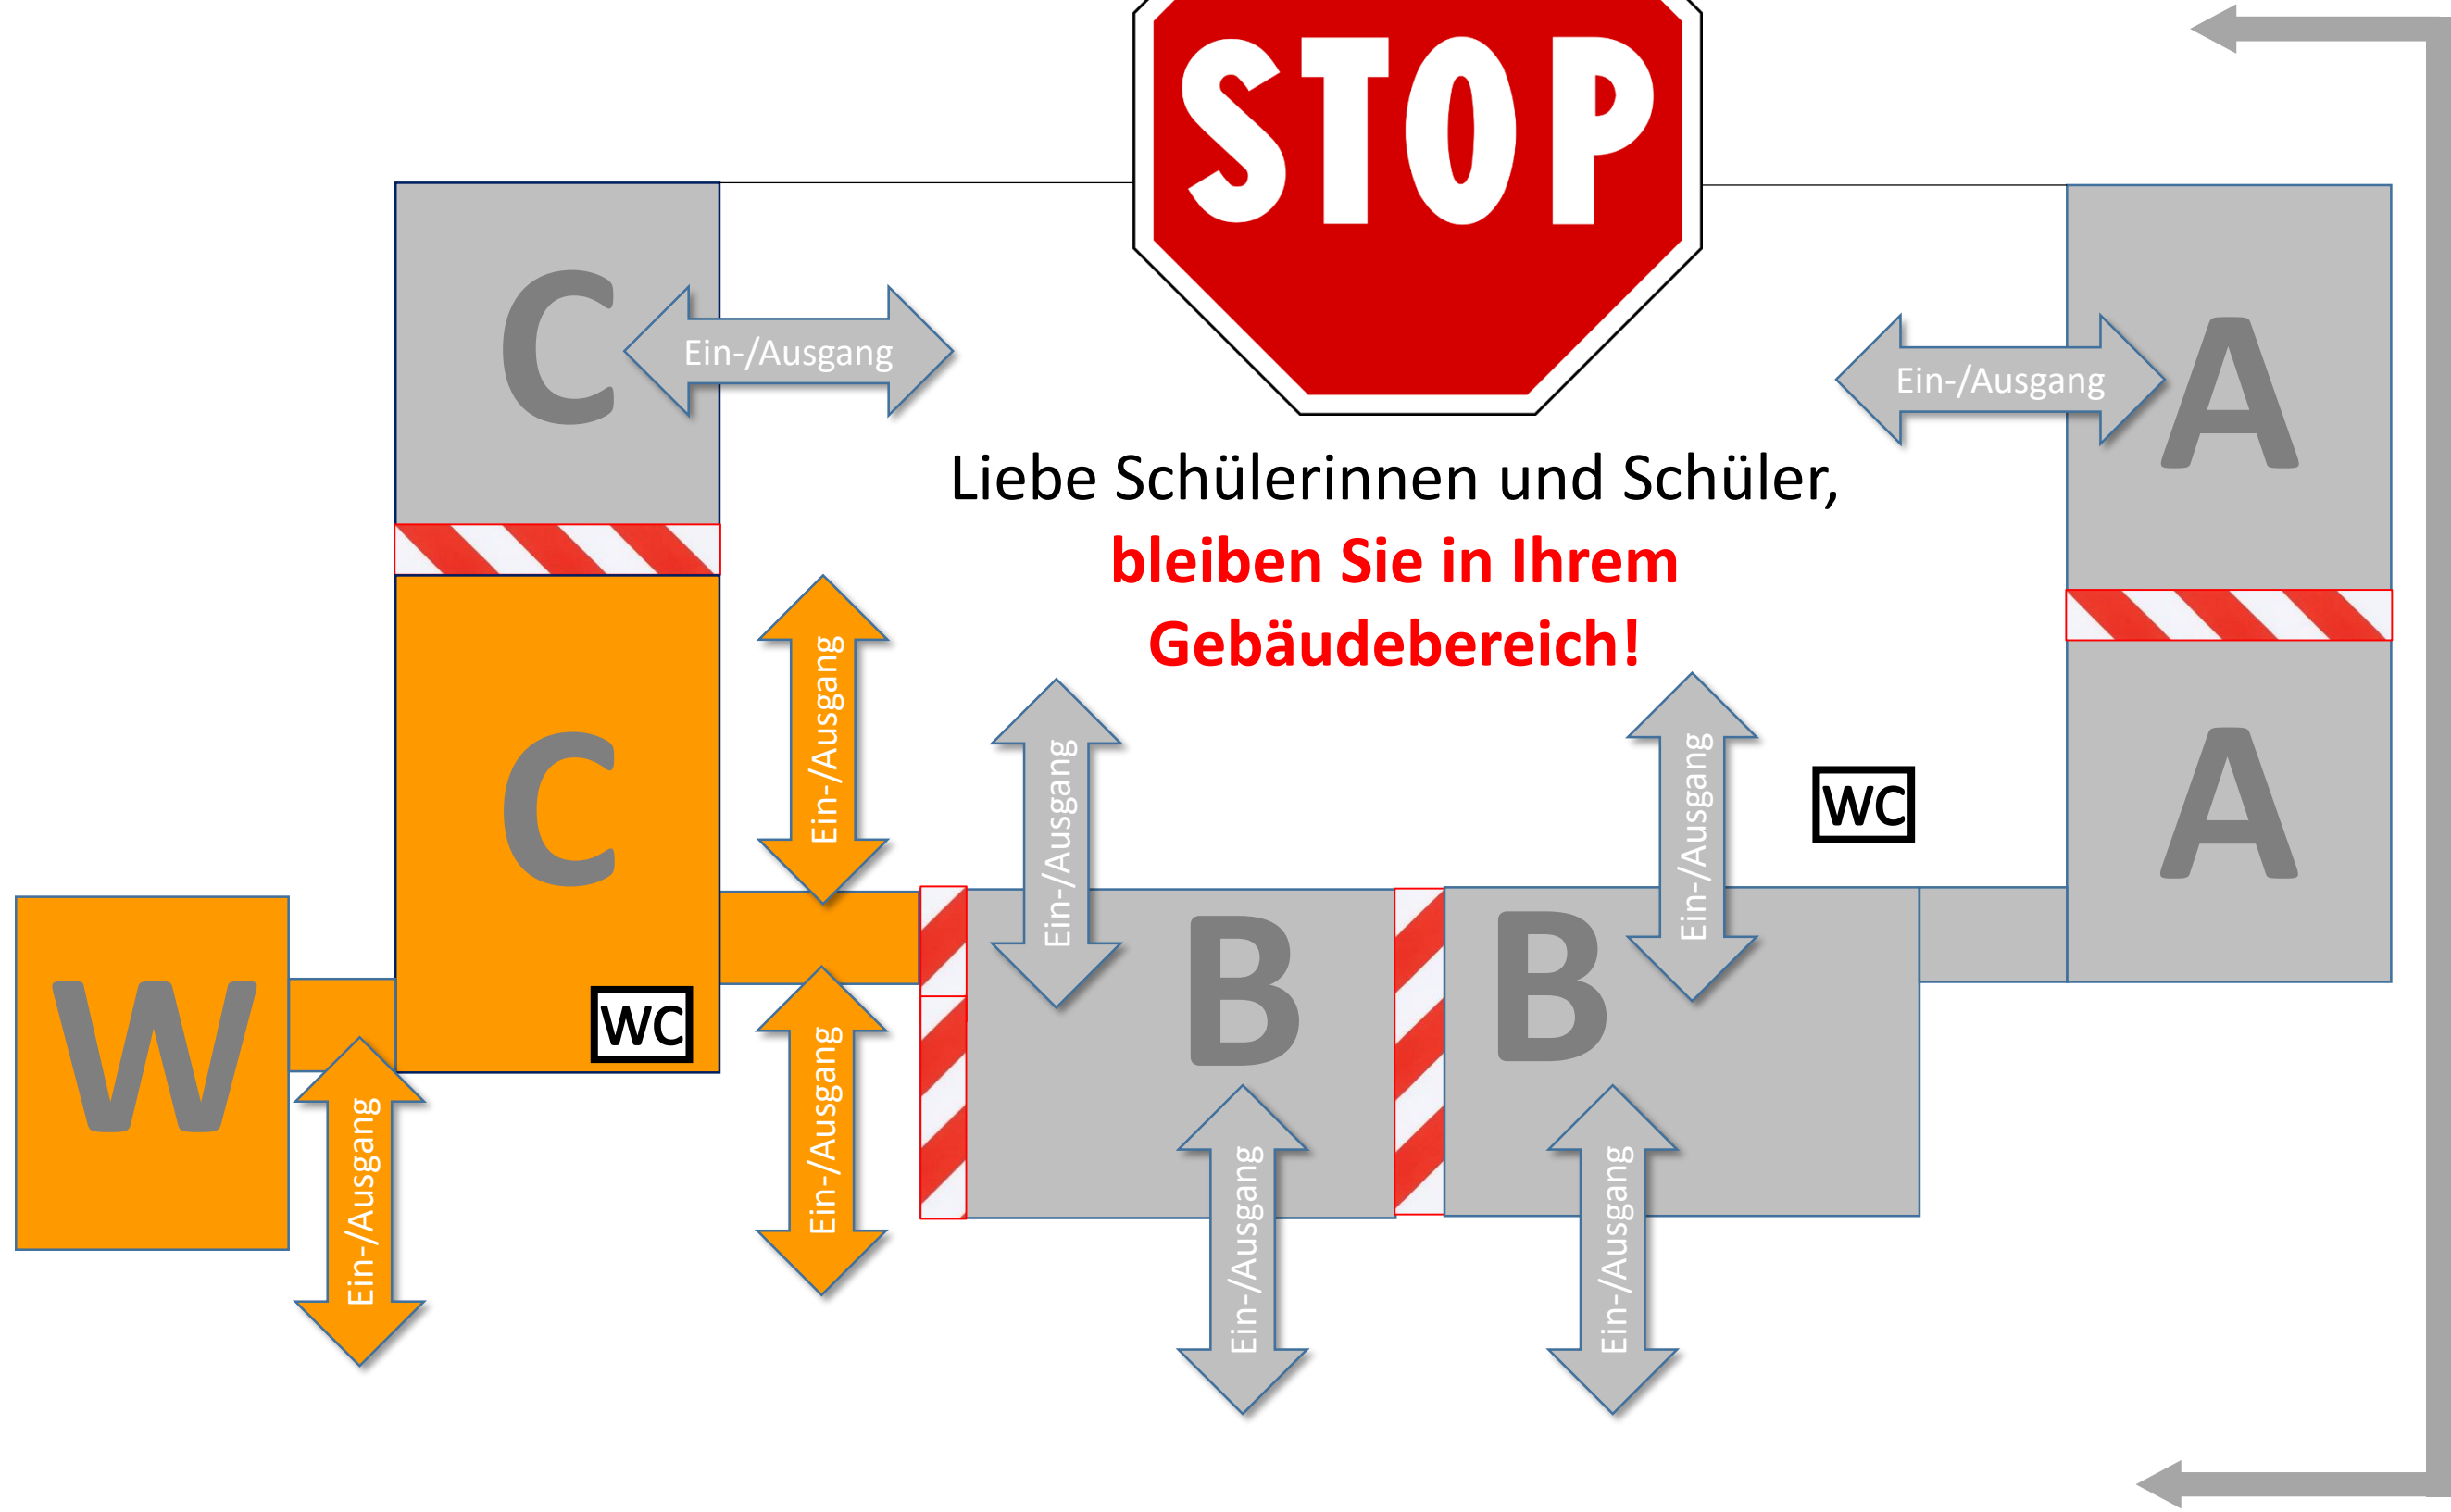 STOP
C
Ein-/Ausgang
Ein-/Ausgang
A
Liebe Schülerinnen und Schüler,
bleiben Sie in Ihrem
Gebäudebereich!
C
Ein-/Ausgang
Ein-/Ausgang
Ein-/Ausgang
WC
A
W
WC
B
B
Ein-/Ausgang
Ein-/Ausgang
Ein-/Ausgang
Ein-/Ausgang